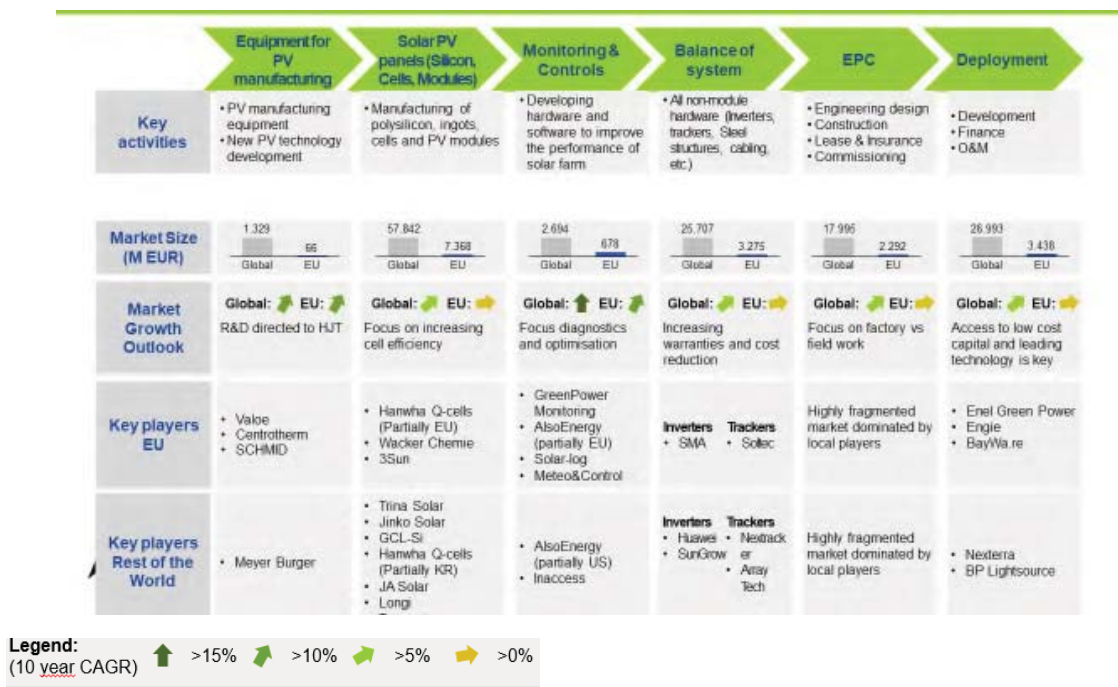 Equipment for
PV
manufacturing
Solar PV
panels (Silicon,
Cells, Modules)
Monitoring &
Controls
Balance of
system
EPC
Deployment
Key
activities
• PV manufacturing
equipment
• New PV technology
development
• Manufacturing of
polysilicon, ingots,
cells and PV modules
• Developing
hardware and
software to improve
the performance of
solar farm
• All non-module
hardware (Inverters,
trackers, Steel
structures, cabling,
etc.)
• Engineering design
• Construction
• Lease & Insurance
• Commissioning
• Development
• Finance
• O&M
Market Size
(M EUR)
1.329
66
Global EU
57.842
7.368
Global EU
2.694
678
Global EU
25.707
3.275
Global EU
17.996
2.292
Global EU
26.993
3.438
Global EU
Market
Growth
Outlook
Global: EU:
R&D directed to HJT
Global: EU:
Focus on increasing
cell efficiency
Global: EU:
Focus diagnostics
and optimisation
Global: EU:
Increasing
warranties and cost
reduction
Global: EU:
Focus on factory vs
field work
Global: EU:
Access to low cost
capital and leading
technology is key
Key players
EU
• Valoe
• Centrotherm
• SCHMID
• Hanwha Q-cells
(Partially EU)
• Wacker Chemie
• 3Sun
• GreenPower
Monitoring
• AlsoEnergy
(partially EU)
• Solar-log
• Meteo&Control
Inverters Trackers
• SMA • Soltec
Highly fragmented
market dominated by
local players
• Enel Green Power
• Engie
• BayWa.re
Key players
Rest of the
World
• Meyer Burger
• Trina Solar
• Jinko Solar
• GCL-Si
• Hanwha Q-cells
(Partially KR)
• JA Solar
• Longi
• AlsoEnergy
(partially US)
• Inaccess
Inverters Trackers
• Huawei • Nextrack
• SunGrow er
• Array
Tech
Highly fragmented
market dominated by
local players
• Nexterra
• BP Lightsource
Legend:
(10 year CAGR) >15% >10% >5% >0%